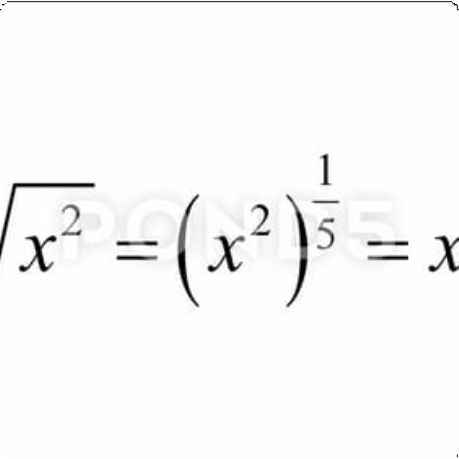 √x² = (x²)^(1/5) = x
POND5